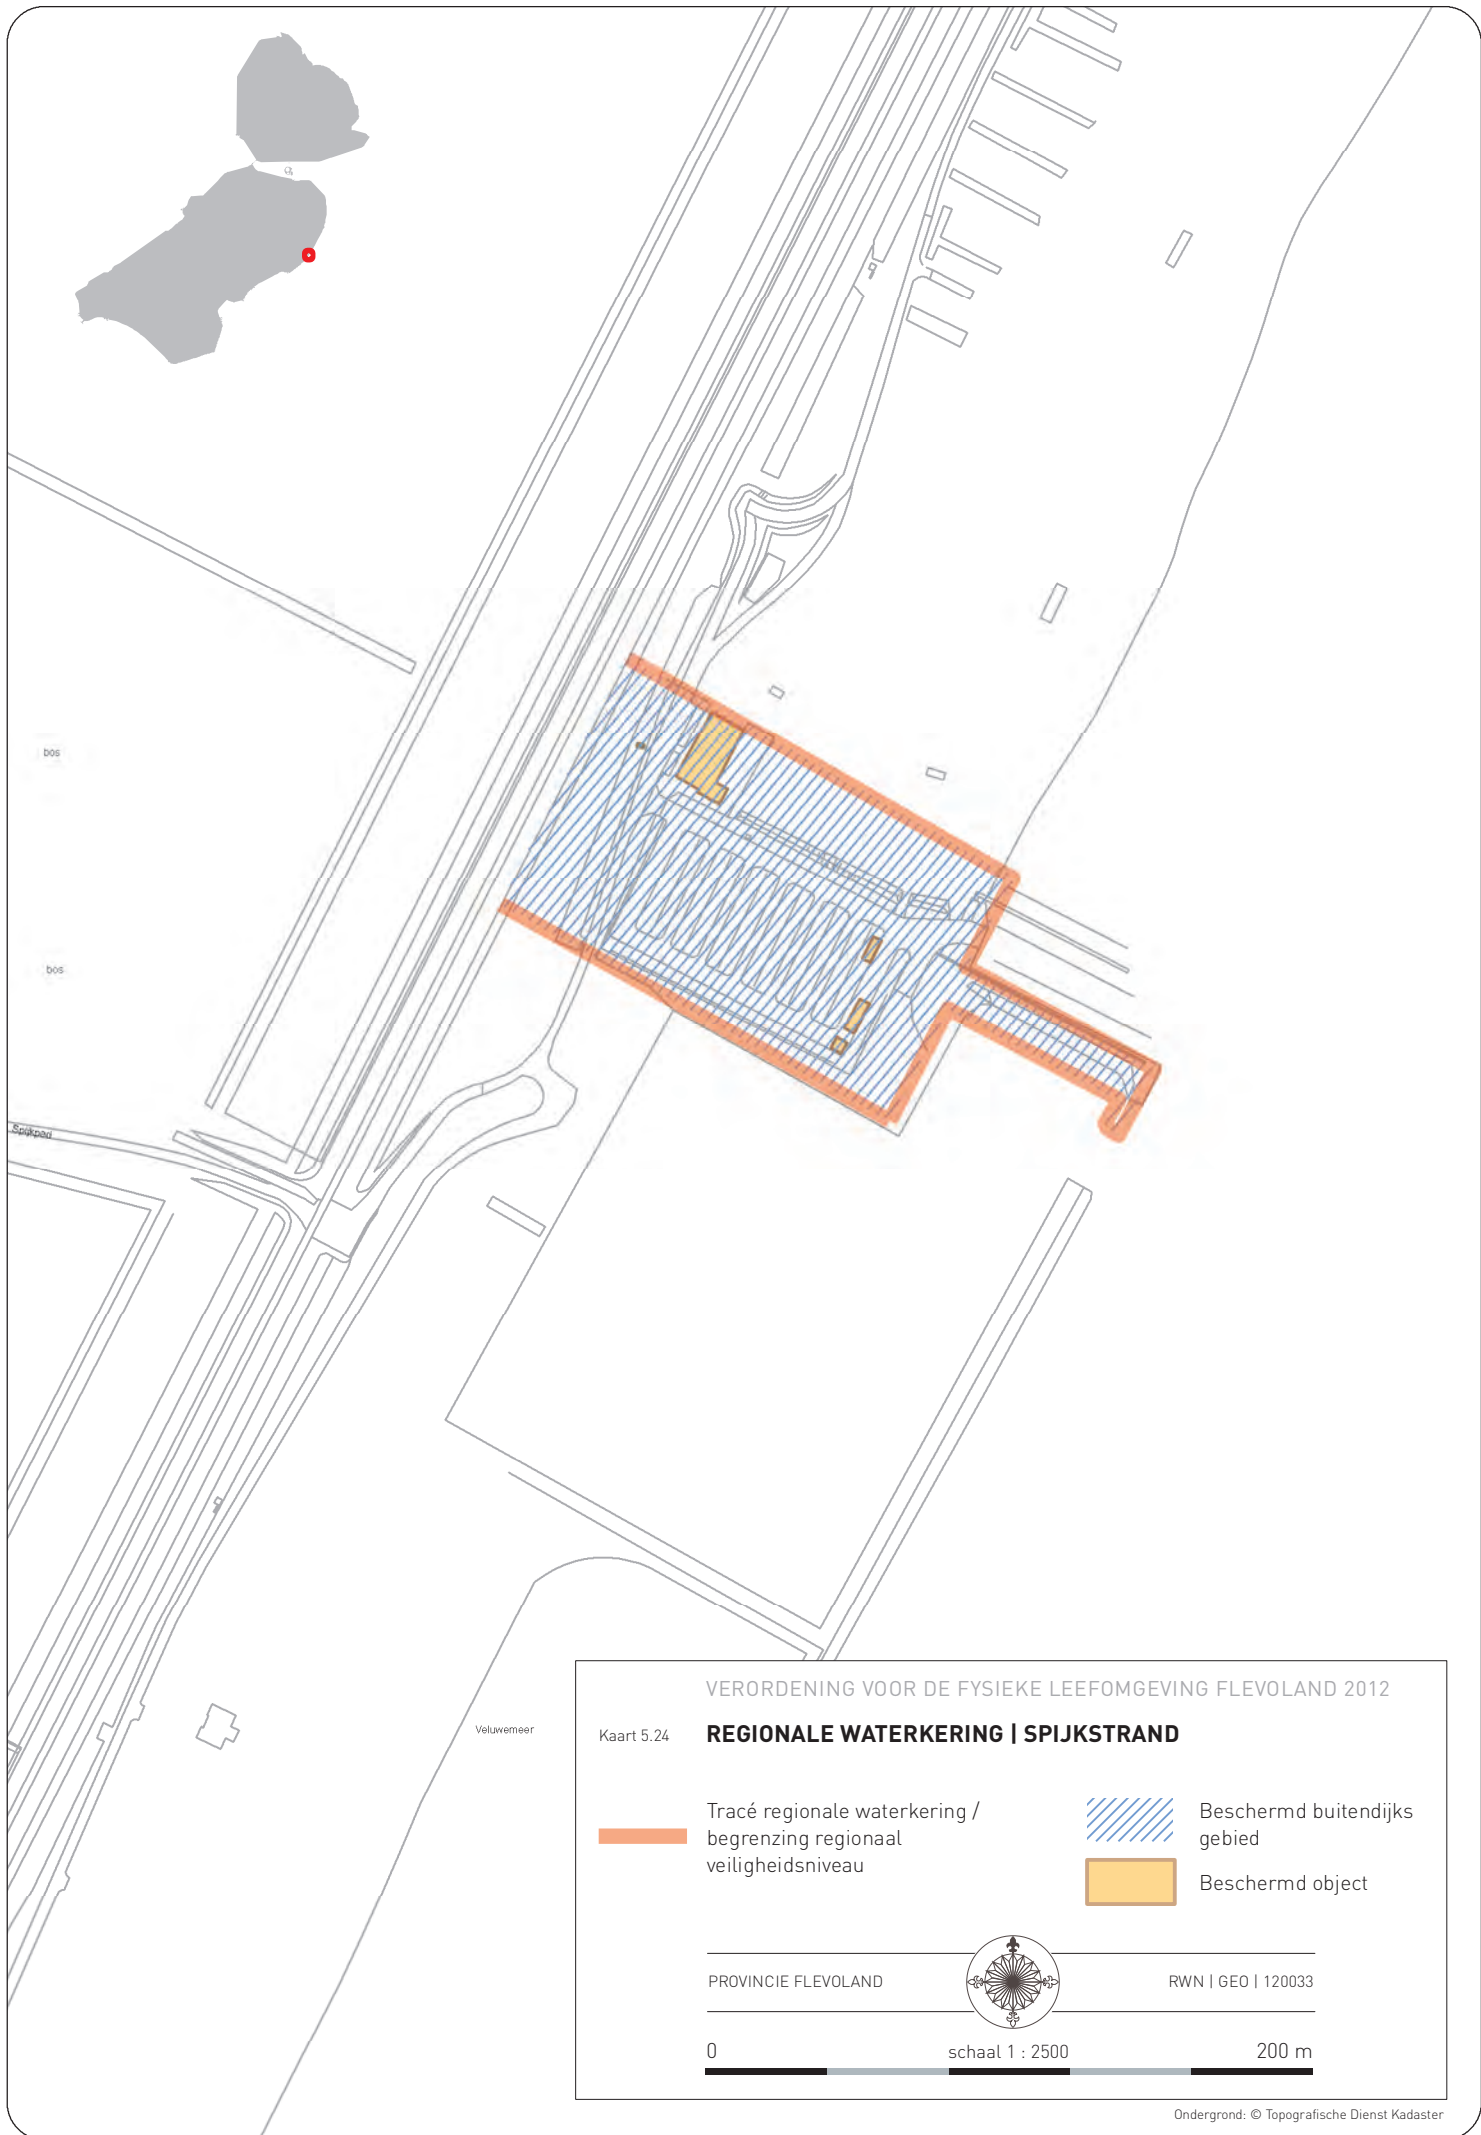 bos
bos
Spijkpad
Veluwemeer
VERORDENING VOOR DE FYSIEKE LEEFOMGEVING FLEVOLAND 2012
Kaart 5.24 REGIONALE WATERKERING | SPIJKSTRAND
Tracé regionale waterkering /
begrenzing regionaal
veiligheidsniveau
Beschermd buitendijks
gebied
Beschermd object
PROVINCIE FLEVOLAND
RWN | GEO | 120033
0 schaal 1 : 2500 200 m
Ondergrond: © Topografische Dienst Kadaster